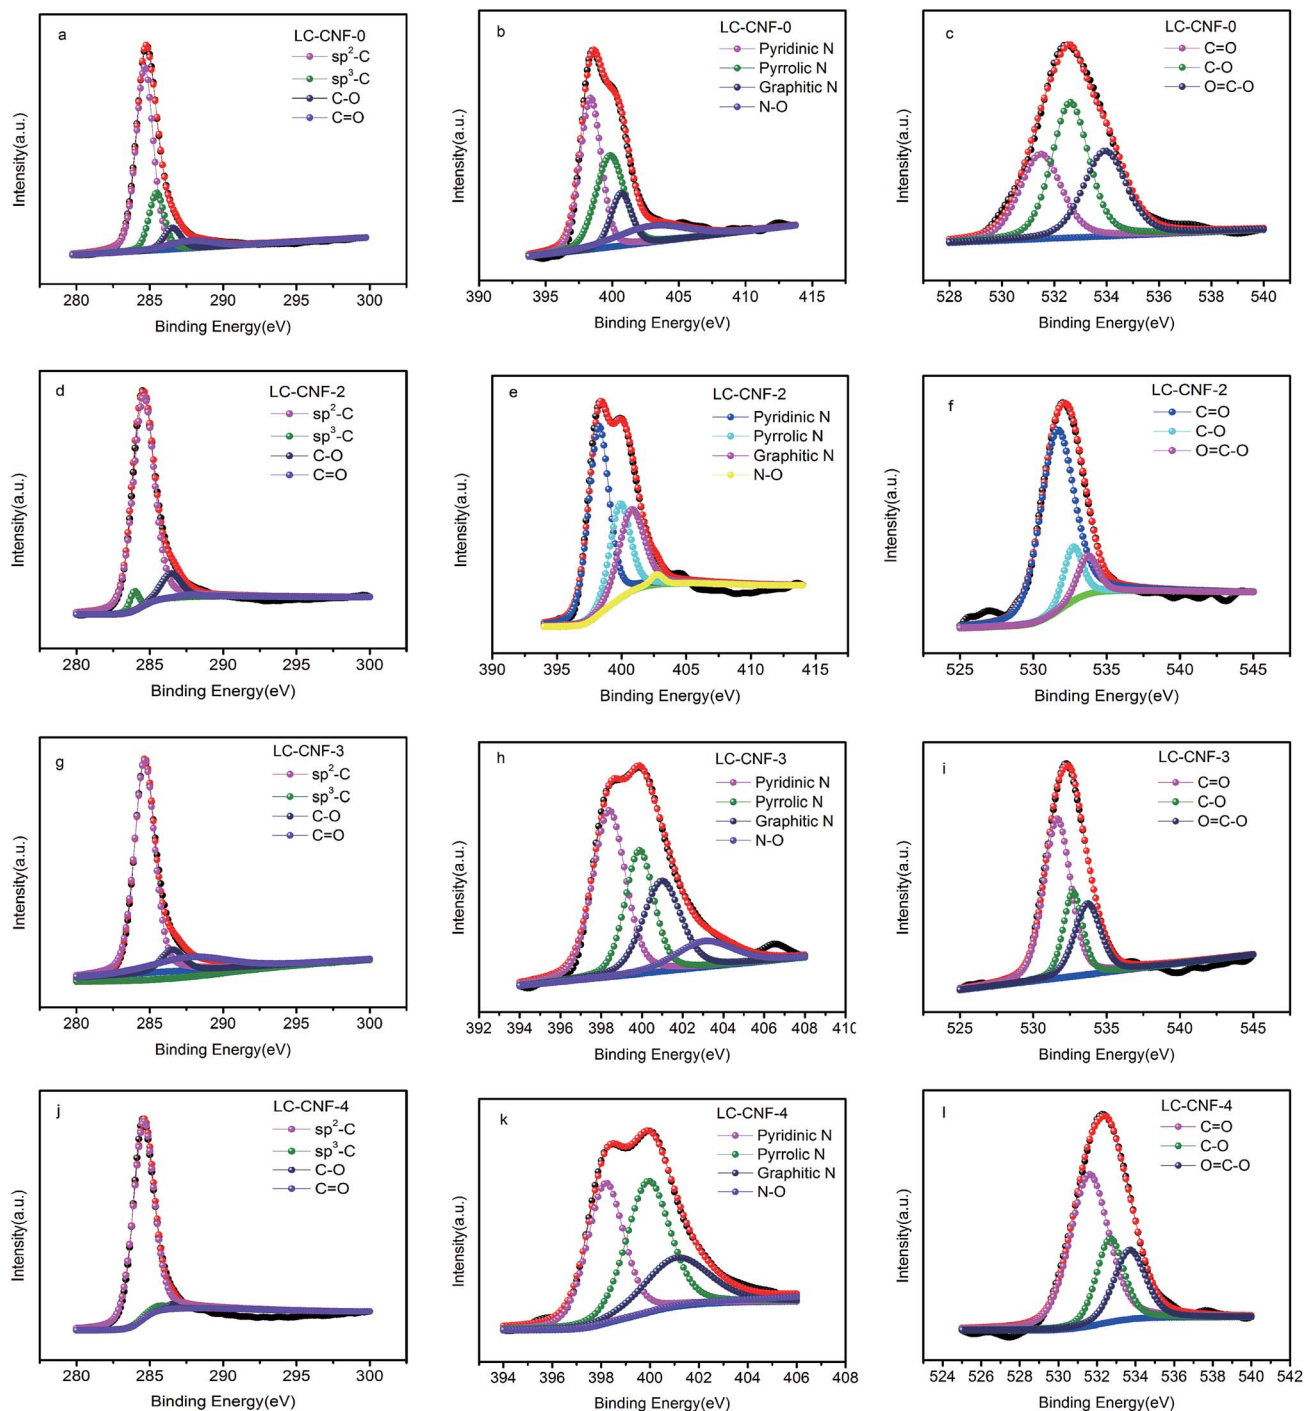 a
LC-CNF-0
sp²-C
sp³-C
C-O
C=O
Intensity(a.u.)
280 285 290 295 300
Binding Energy(eV)
b
LC-CNF-0
Pyridinic N
Pyrrolic N
Graphitic N
N-O
Intensity(a.u.)
390 395 400 405 410 415
Binding Energy(eV)
c
LC-CNF-0
C=O
C-O
O=C-O
Intensity(a.u.)
528 530 532 534 536 538 540
Binding Energy(eV)
d
LC-CNF-2
sp²-C
sp³-C
C-O
C=O
Intensity(a.u.)
280 285 290 295 300
Binding Energy(eV)
e
LC-CNF-2
Pyridinic N
Pyrrolic N
Graphitic N
N-O
Intensity(a.u.)
390 395 400 405 410 415
Binding Energy(eV)
f
LC-CNF-2
C=O
C-O
O=C-O
Intensity(a.u.)
525 530 535 540 545
Binding Energy(eV)
g
LC-CNF-3
sp²-C
sp³-C
C-O
C=O
Intensity(a.u.)
280 285 290 295 300
Binding Energy(eV)
h
LC-CNF-3
Pyridinic N
Pyrrolic N
Graphitic N
N-O
Intensity(a.u.)
392 394 396 398 400 402 404 406 408 410
Binding Energy(eV)
i
LC-CNF-3
C=O
C-O
O=C-O
Intensity(a.u.)
525 530 535 540 545
Binding Energy(eV)
j
LC-CNF-4
sp²-C
sp³-C
C-O
C=O
Intensity(a.u.)
280 285 290 295 300
Binding Energy(eV)
k
LC-CNF-4
Pyridinic N
Pyrrolic N
Graphitic N
N-O
Intensity(a.u.)
394 396 398 400 402 404 406 408
Binding Energy(eV)
l
LC-CNF-4
C=O
C-O
O=C-O
Intensity(a.u.)
524 526 528 530 532 534 536 538 540 542
Binding Energy(eV)